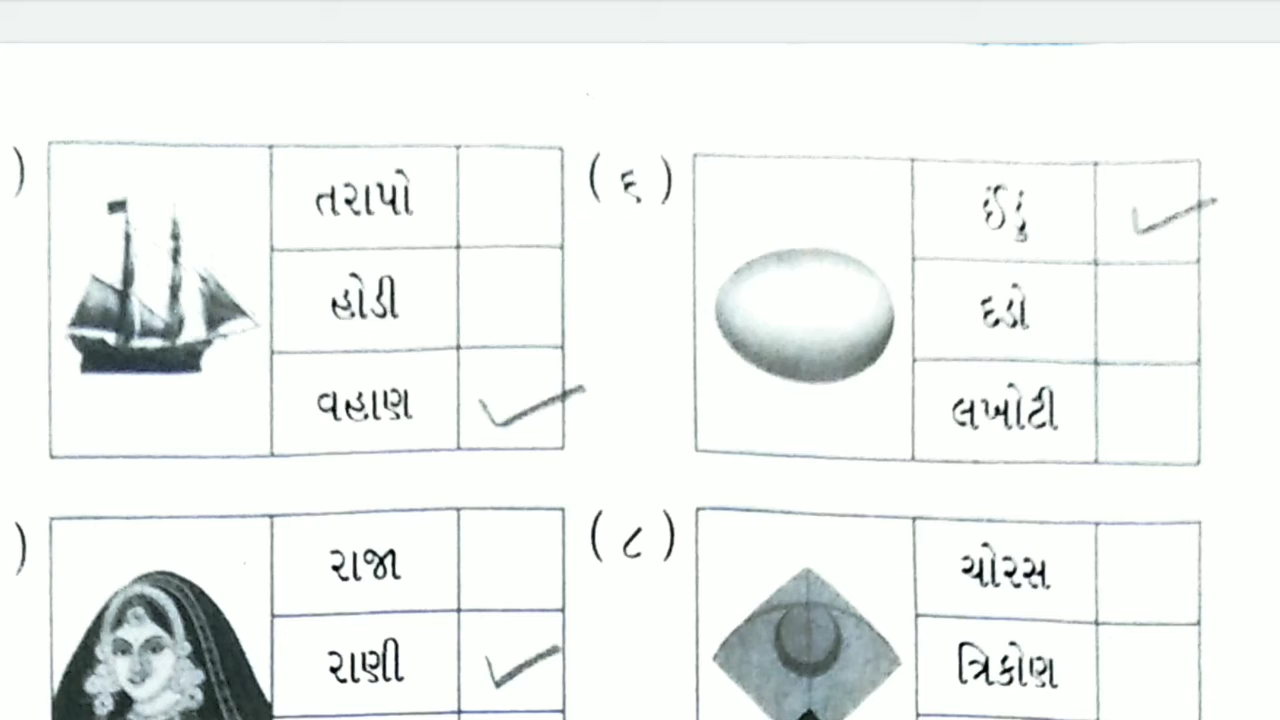 ) તરાપો
હોડી
વહાણ ✓
(૬) ઈંડું ✓
દડો
લખોટી
) રાજા
રાણી ✓
(૮) ચોરસ
ત્રિકોણ